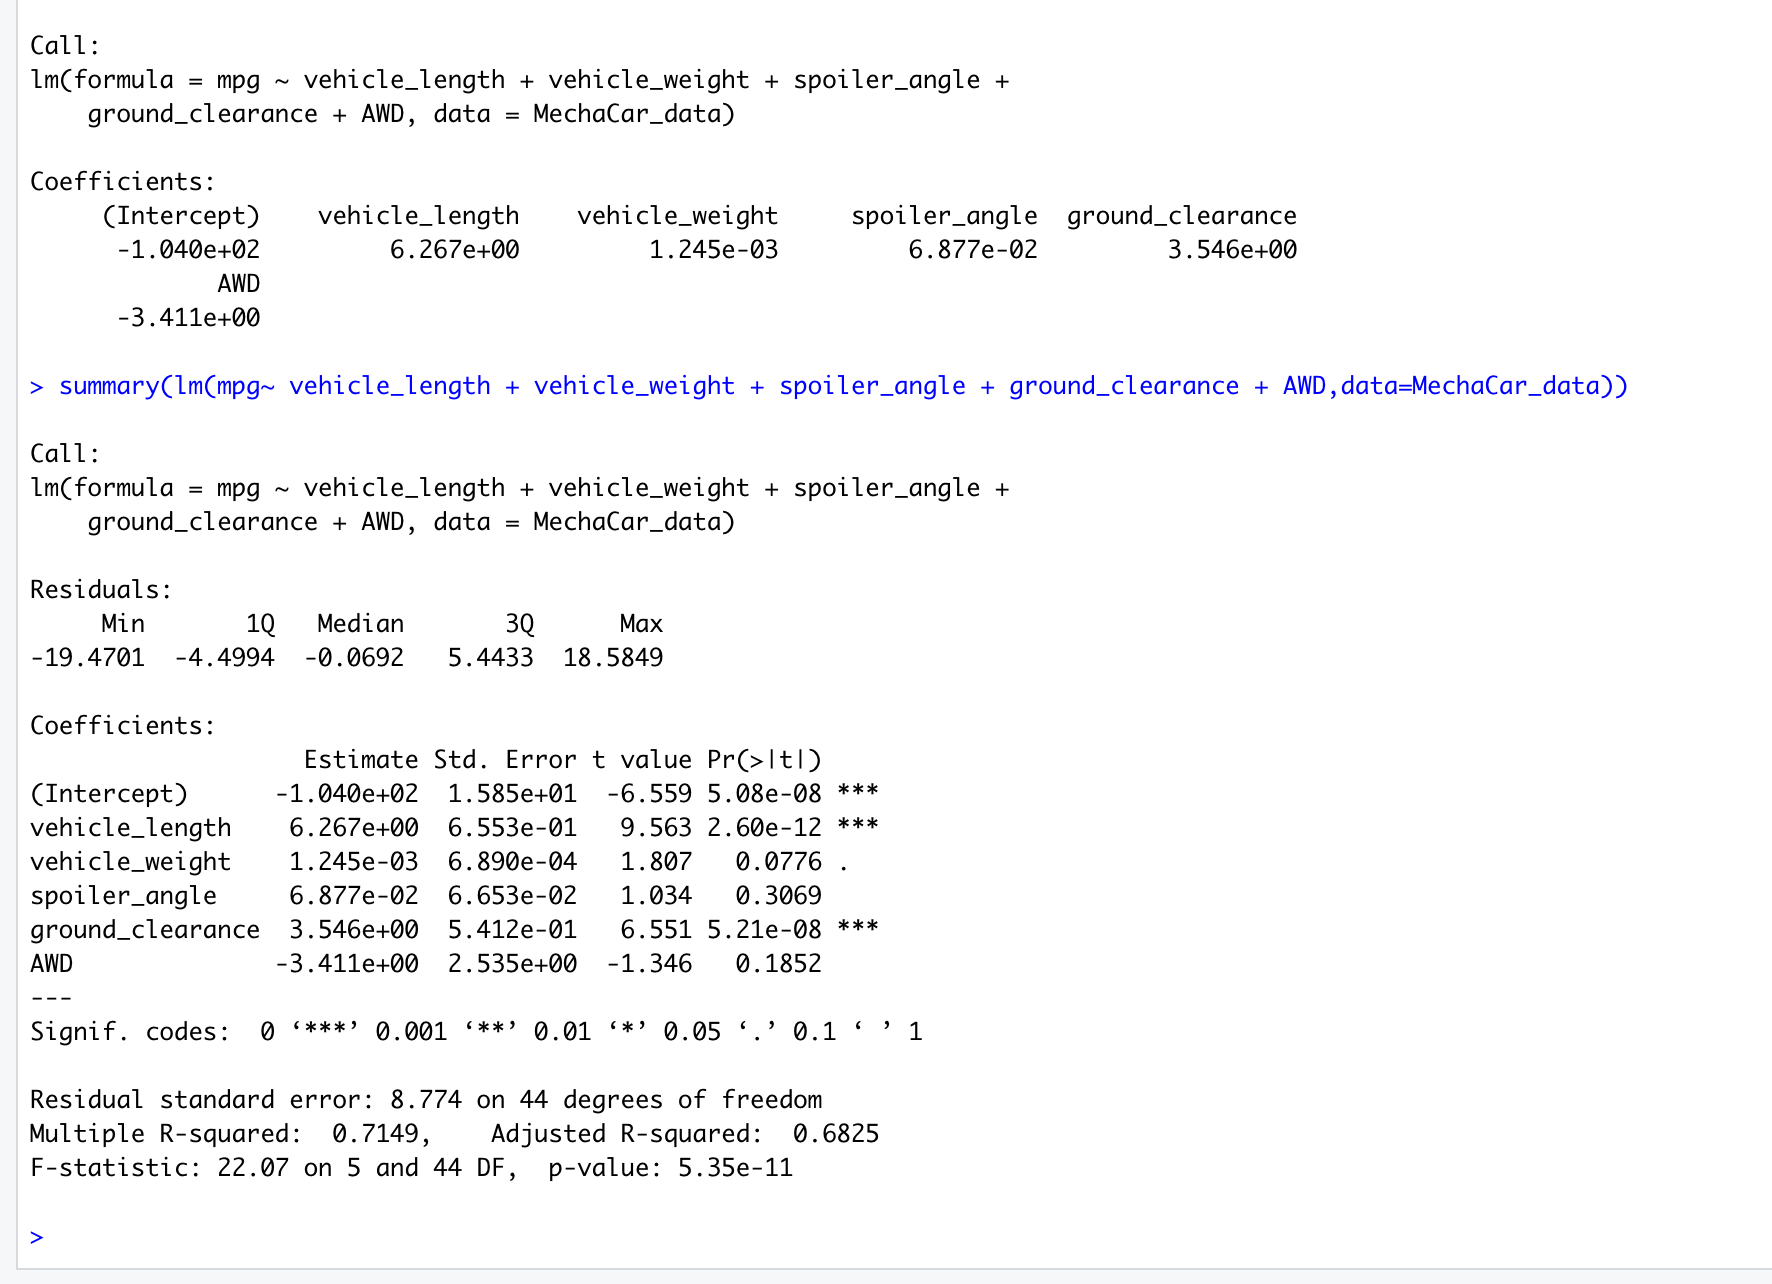 Call:
lm(formula = mpg ~ vehicle_length + vehicle_weight + spoiler_angle +
    ground_clearance + AWD, data = MechaCar_data)
Coefficients:
     (Intercept)    vehicle_length    vehicle_weight     spoiler_angle  ground_clearance
      -1.040e+02         6.267e+00         1.245e-03         6.877e-02         3.546e+00
             AWD
      -3.411e+00
> summary(lm(mpg~ vehicle_length + vehicle_weight + spoiler_angle + ground_clearance + AWD,data=MechaCar_data))
Call:
lm(formula = mpg ~ vehicle_length + vehicle_weight + spoiler_angle +
    ground_clearance + AWD, data = MechaCar_data)
Residuals:
     Min       1Q   Median       3Q      Max
-19.4701  -4.4994  -0.0692   5.4433  18.5849
Coefficients:
                   Estimate Std. Error t value Pr(>|t|)
(Intercept)      -1.040e+02  1.585e+01  -6.559 5.08e-08 ***
vehicle_length    6.267e+00  6.553e-01   9.563 2.60e-12 ***
vehicle_weight    1.245e-03  6.890e-04   1.807   0.0776 .
spoiler_angle     6.877e-02  6.653e-02   1.034   0.3069
ground_clearance  3.546e+00  5.412e-01   6.551 5.21e-08 ***
AWD              -3.411e+00  2.535e+00  -1.346   0.1852
---
Signif. codes:  0 ‘***’ 0.001 ‘**’ 0.01 ‘*’ 0.05 ‘.’ 0.1 ‘ ’ 1
Residual standard error: 8.774 on 44 degrees of freedom
Multiple R-squared:  0.7149,    Adjusted R-squared:  0.6825
F-statistic: 22.07 on 5 and 44 DF,  p-value: 5.35e-11
>